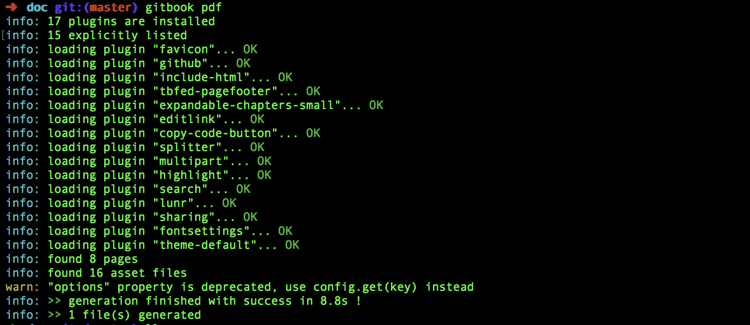 ➜ doc git:(master) gitbook pdf
info: 17 plugins are installed
info: 15 explicitly listed
info: loading plugin "favicon"... OK
info: loading plugin "github"... OK
info: loading plugin "include-html"... OK
info: loading plugin "tbfed-pagefooter"... OK
info: loading plugin "expandable-chapters-small"... OK
info: loading plugin "editlink"... OK
info: loading plugin "copy-code-button"... OK
info: loading plugin "splitter"... OK
info: loading plugin "multipart"... OK
info: loading plugin "highlight"... OK
info: loading plugin "search"... OK
info: loading plugin "lunr"... OK
info: loading plugin "sharing"... OK
info: loading plugin "fontsettings"... OK
info: loading plugin "theme-default"... OK
info: found 8 pages
info: found 16 asset files
warn: "options" property is deprecated, use config.get(key) instead
info: >> generation finished with success in 8.8s !
info: >> 1 file(s) generated